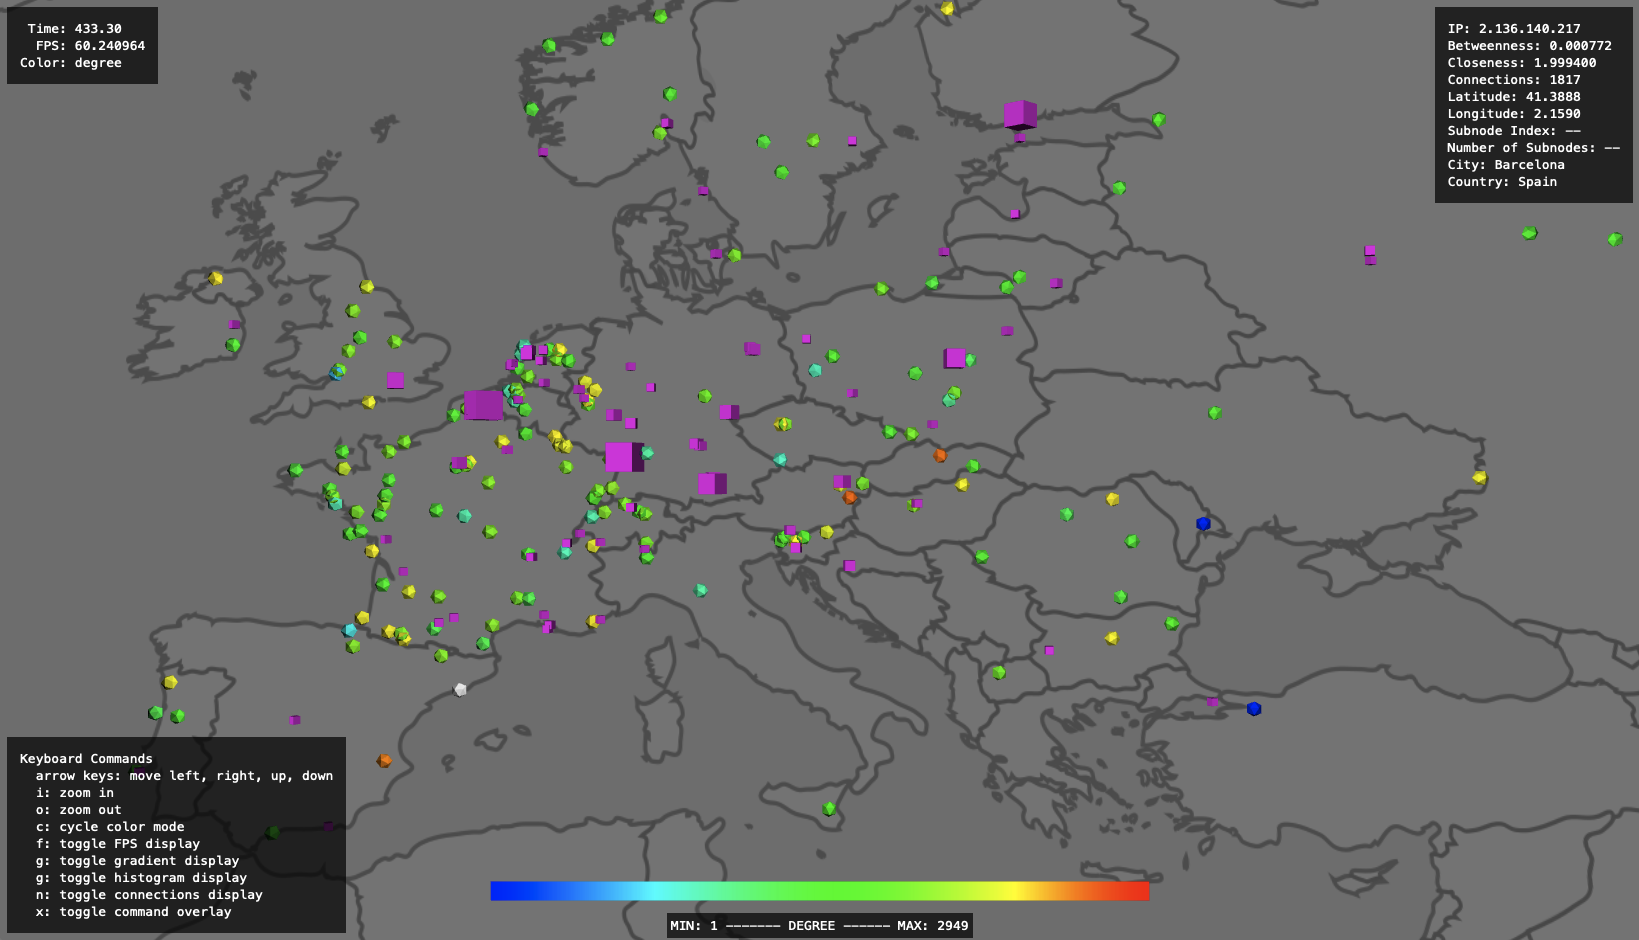 Time: 433.30
FPS: 60.240964
Color: degree
IP: 2.136.140.217
Betweenness: 0.000772
Closeness: 1.999400
Connections: 1817
Latitude: 41.3888
Longitude: 2.1590
Subnode Index: --
Number of Subnodes: --
City: Barcelona
Country: Spain
Keyboard Commands
arrow keys: move left, right, up, down
i: zoom in
o: zoom out
c: cycle color mode
f: toggle FPS display
g: toggle gradient display
g: toggle histogram display
n: toggle connections display
x: toggle command overlay
MIN: 1 ------- DEGREE ------ MAX: 2949